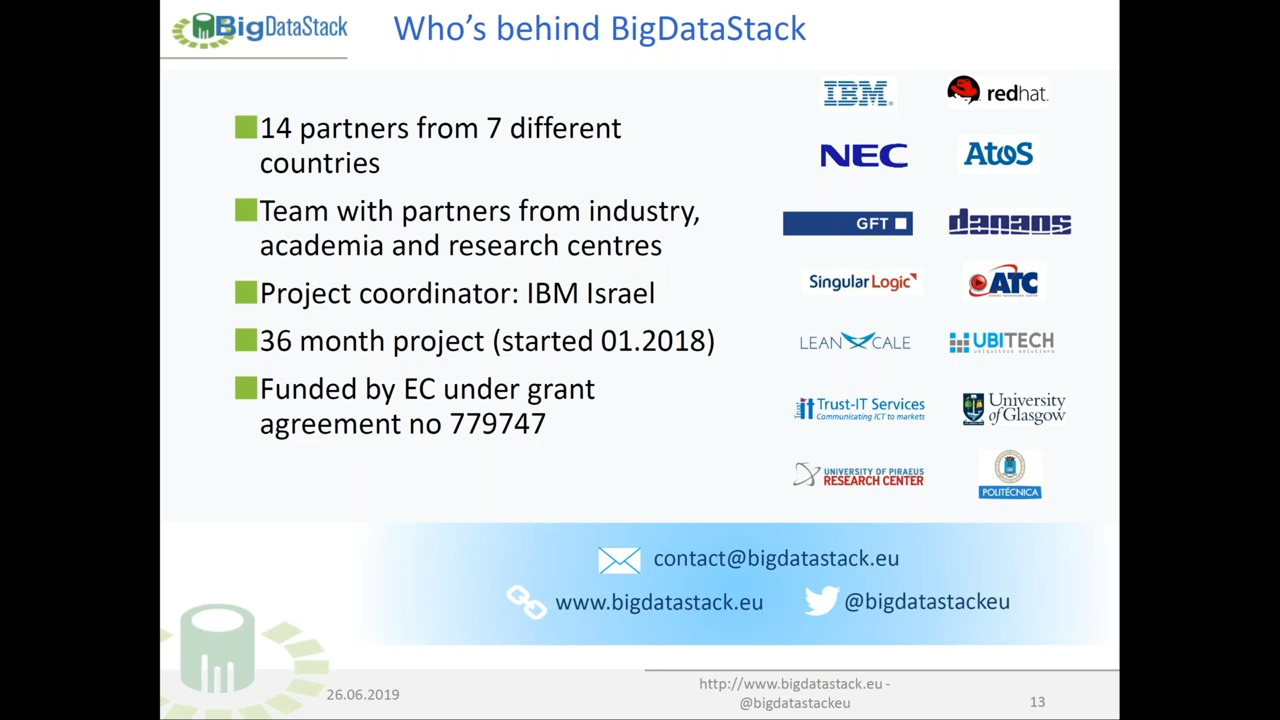 BigDataStack
Who's behind BigDataStack
14 partners from 7 different
countries
Team with partners from industry,
academia and research centres
Project coordinator: IBM Israel
36 month project (started 01.2018)
Funded by EC under grant
agreement no 779747
IBM
redhat.
NEC
Atos
GFT
danaos
SingularLogic
ATC
LEANXCALE
UBITECH
ubiquitous solutions
Trust-IT Services
Communicating ICT to markets
University
of Glasgow
UNIVERSITY OF PIRAEUS
RESEARCH CENTER
POLITÉCNICA
contact@bigdatastack.eu
www.bigdatastack.eu
@bigdatastackeu
26.06.2019
http://www.bigdatastack.eu -
@bigdatastackeu
13